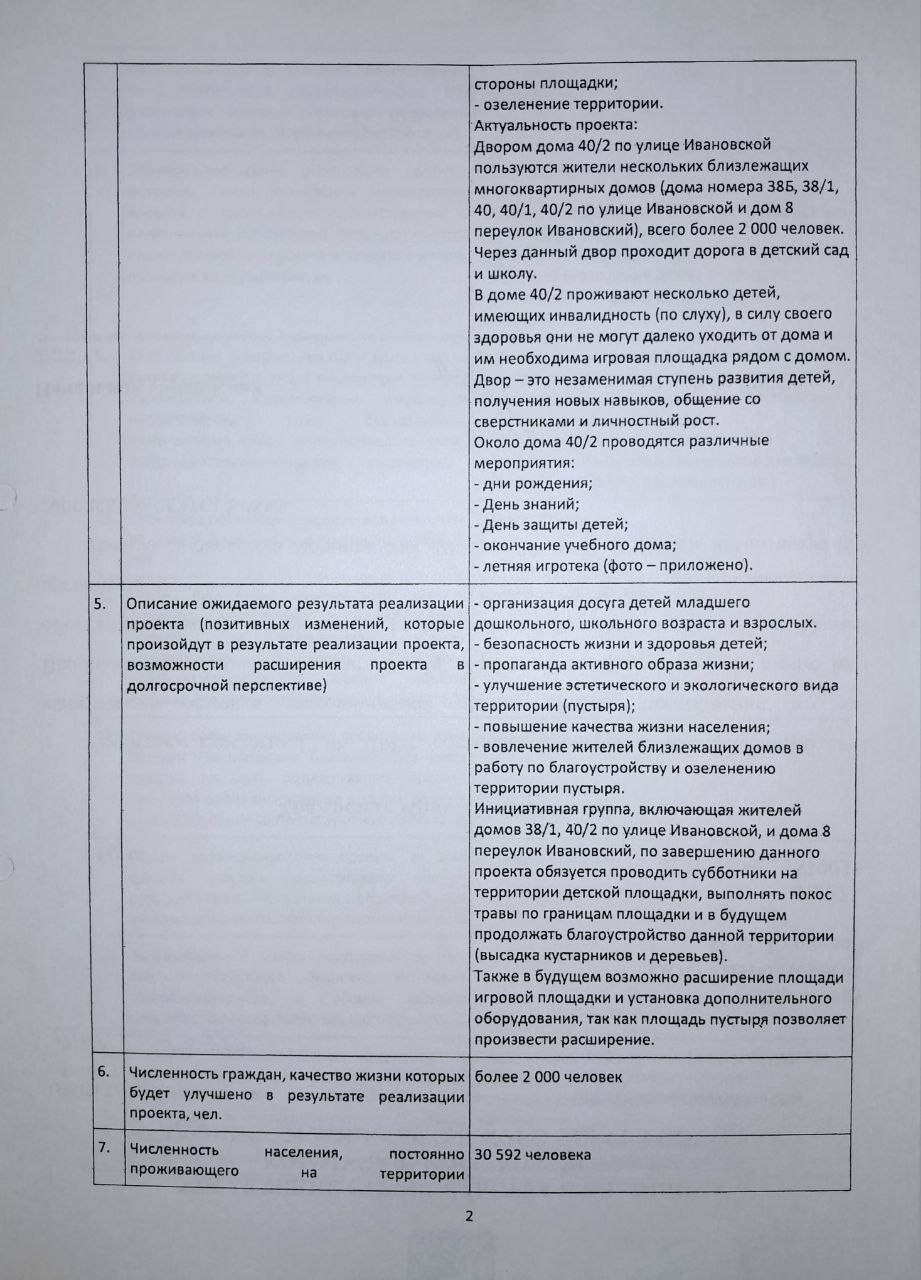 стороны площадки;
- озеленение территории.
Актуальность проекта:
Двором дома 40/2 по улице Ивановской
пользуются жители нескольких близлежащих
многоквартирных домов (дома номера 38Б, 38/1,
40, 40/1, 40/2 по улице Ивановской и дом 8
переулок Ивановский), всего более 2 000 человек.
Через данный двор проходит дорога в детский сад
и школу.
В доме 40/2 проживают несколько детей,
имеющих инвалидность (по слуху), в силу своего
здоровья они не могут далеко уходить от дома и
им необходима игровая площадка рядом с домом.
Двор – это незаменимая ступень развития детей,
получения новых навыков, общение со
сверстниками и личностный рост.
Около дома 40/2 проводятся различные
мероприятия:
- дни рождения;
- День знаний;
- День защиты детей;
- окончание учебного дома;
- летняя игротека (фото – приложено).
5. Описание ожидаемого результата реализации
проекта (позитивных изменений, которые
произойдут в результате реализации проекта,
возможности расширения проекта в
долгосрочной перспективе)
- организация досуга детей младшего
дошкольного, школьного возраста и взрослых.
- безопасность жизни и здоровья детей;
- пропаганда активного образа жизни;
- улучшение эстетического и экологического вида
территории (пустыря);
- повышение качества жизни населения;
- вовлечение жителей близлежащих домов в
работу по благоустройству и озеленению
территории пустыря.
Инициативная группа, включающая жителей
домов 38/1, 40/2 по улице Ивановской, и дома 8
переулок Ивановский, по завершению данного
проекта обязуется проводить субботники на
территории детской площадки, выполнять покос
травы по границам площадки и в будущем
продолжать благоустройство данной территории
(высадка кустарников и деревьев).
Также в будущем возможно расширение площади
игровой площадки и установка дополнительного
оборудования, так как площадь пустыря позволяет
произвести расширение.
6. Численность граждан, качество жизни которых
будет улучшено в результате реализации
проекта, чел.
более 2 000 человек
7. Численность населения, постоянно
проживающего на территории
30 592 человека
2